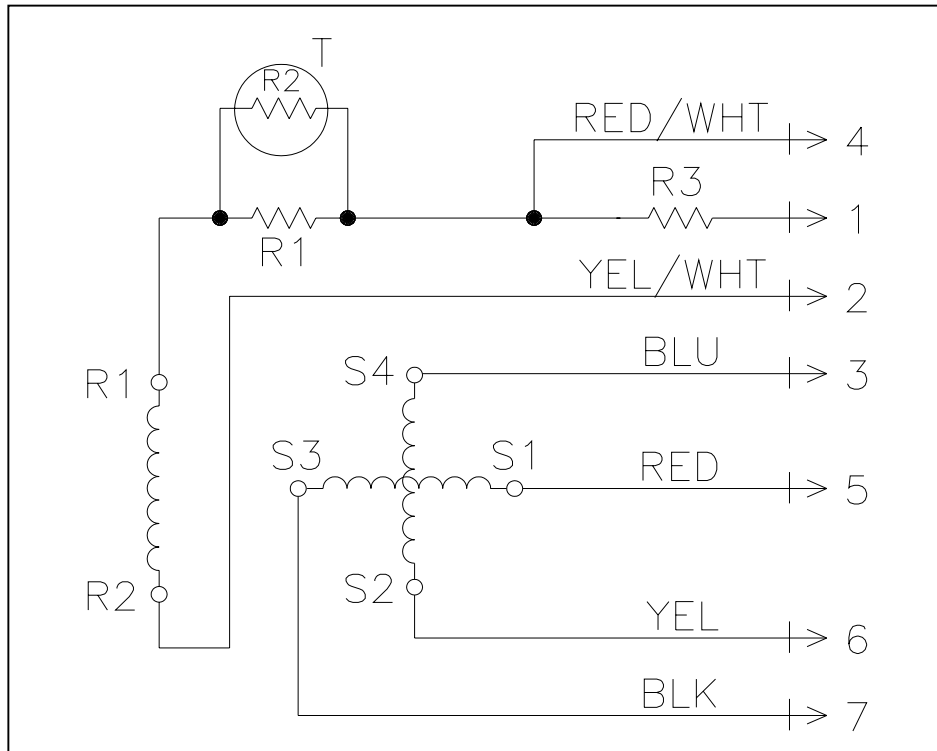 T
R2
RED/WHT
4
R3
1
R1
YEL/WHT
2
BLU
3
S4
R1
S3
S1
RED
5
R2
S2
YEL
6
BLK
7